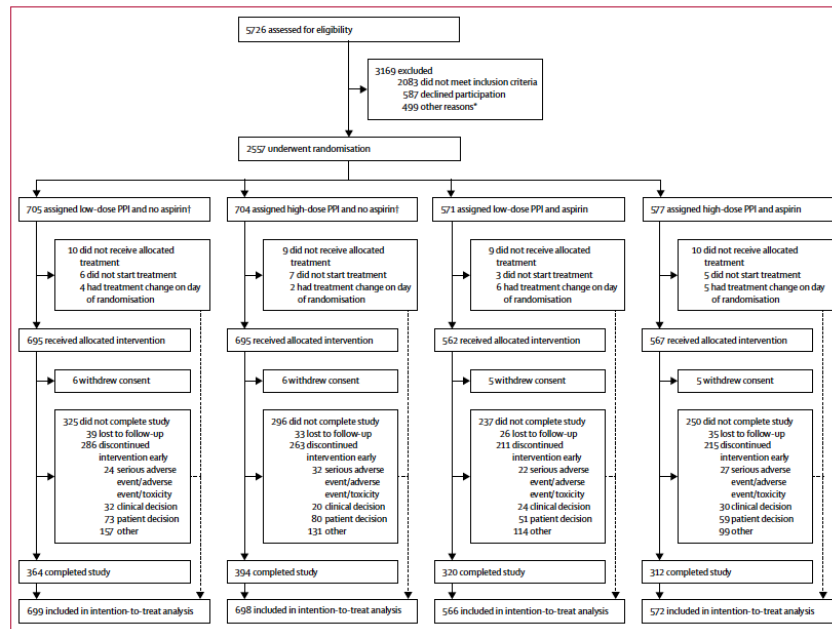 5726 assessed for eligibility
3169 excluded
2083 did not meet inclusion criteria
587 declined participation
499 other reasons*
2557 underwent randomisation
705 assigned low-dose PPI and no aspirin†
704 assigned high-dose PPI and no aspirin†
571 assigned low-dose PPI and aspirin
577 assigned high-dose PPI and aspirin
10 did not receive allocated
treatment
6 did not start treatment
4 had treatment change on day
of randomisation
9 did not receive allocated
treatment
7 did not start treatment
2 had treatment change on day
of randomisation
9 did not receive allocated
treatment
3 did not start treatment
6 had treatment change on day
of randomisation
10 did not receive allocated
treatment
5 did not start treatment
5 had treatment change on day
of randomisation
695 received allocated intervention
695 received allocated intervention
562 received allocated intervention
567 received allocated intervention
6 withdrew consent
6 withdrew consent
5 withdrew consent
5 withdrew consent
325 did not complete study
39 lost to follow-up
286 discontinued
intervention early
24 serious adverse
event/adverse
event/toxicity
32 clinical decision
73 patient decision
157 other
296 did not complete study
33 lost to follow-up
263 discontinued
intervention early
32 serious adverse
event/adverse
event/toxicity
20 clinical decision
80 patient decision
131 other
237 did not complete study
26 lost to follow-up
211 discontinued
intervention early
22 serious adverse
event/adverse
event/toxicity
24 clinical decision
51 patient decision
114 other
250 did not complete study
35 lost to follow-up
215 discontinued
intervention early
27 serious adverse
event/adverse
event/toxicity
30 clinical decision
59 patient decision
99 other
364 completed study
394 completed study
320 completed study
312 completed study
699 included in intention-to-treat analysis
698 included in intention-to-treat analysis
566 included in intention-to-treat analysis
572 included in intention-to-treat analysis